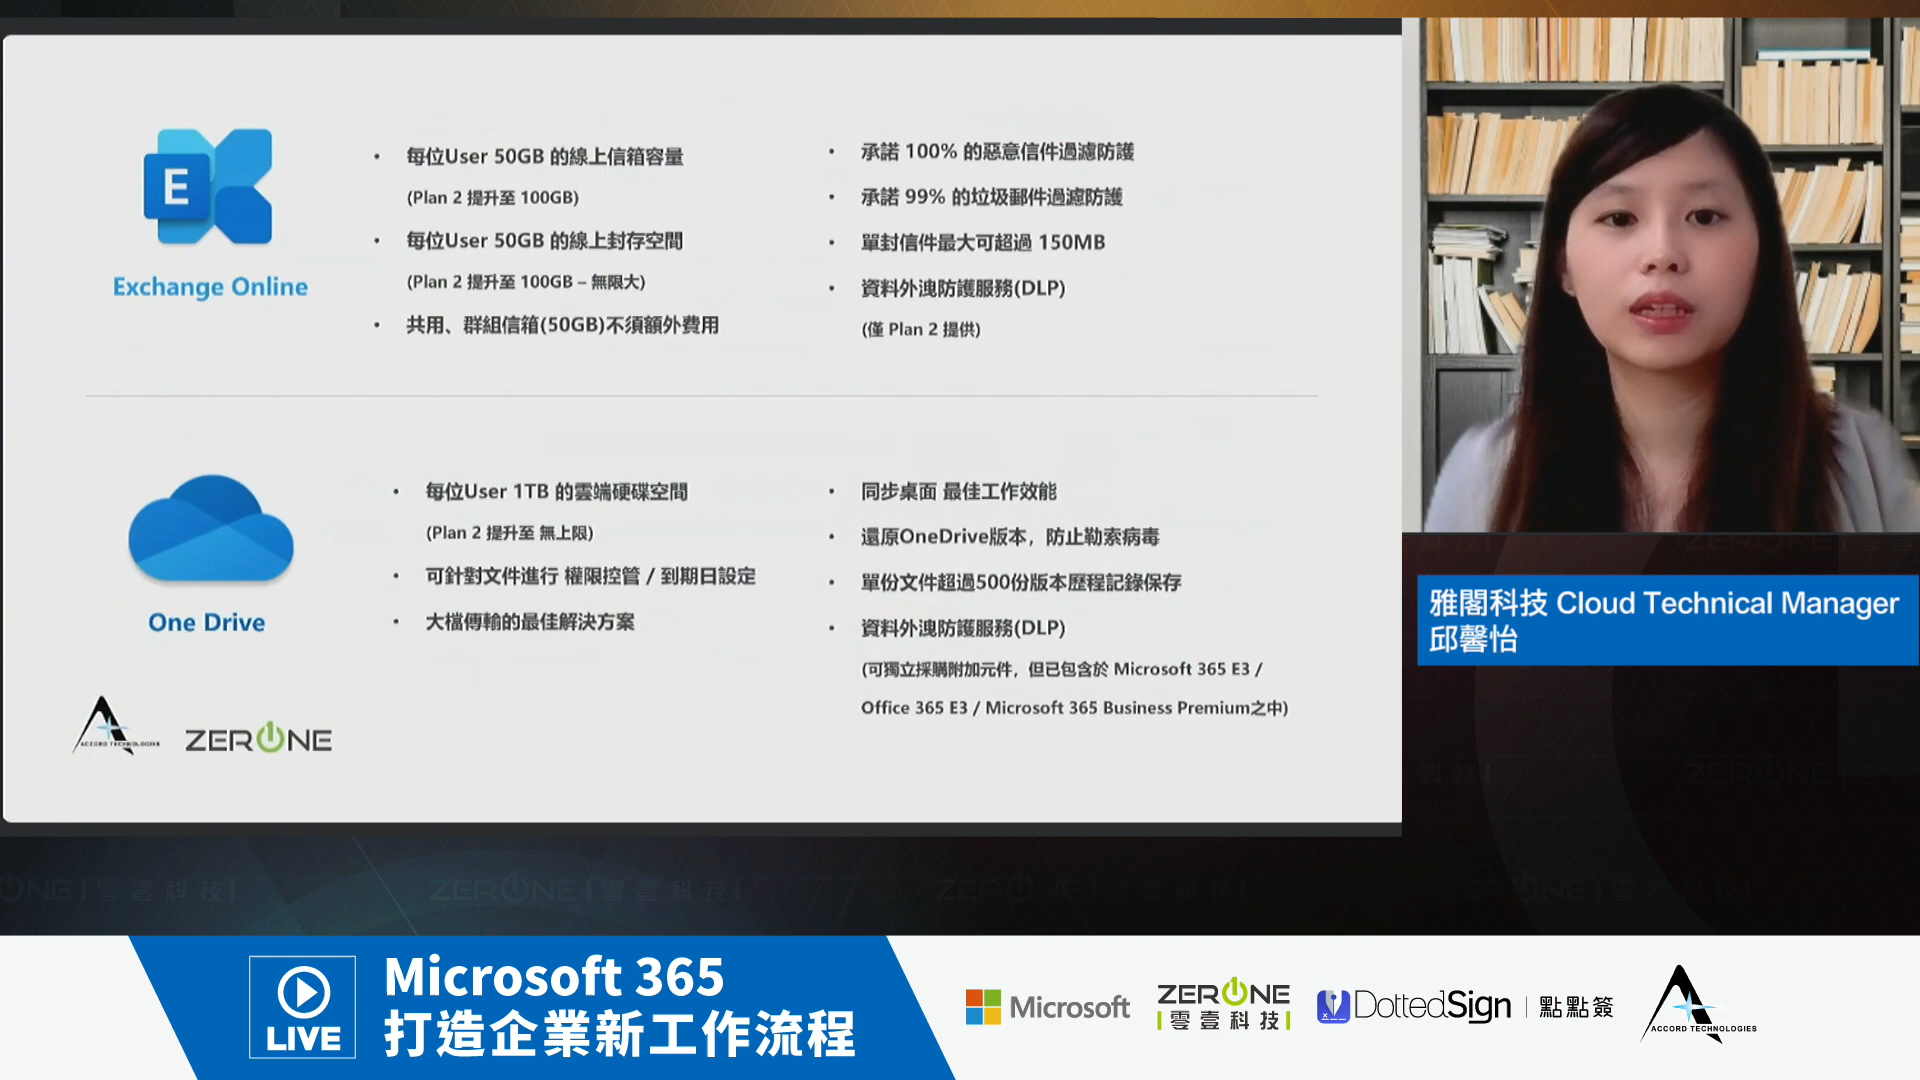 E
Exchange Online
• 每位User 50GB 的線上信箱容量
(Plan 2 提升至 100GB)
• 每位User 50GB 的線上封存空間
(Plan 2 提升至 100GB – 無限大)
• 共用、群組信箱(50GB)不須額外費用
• 承諾 100% 的惡意信件過濾防護
• 承諾 99% 的垃圾郵件過濾防護
• 單封信件最大可超過 150MB
• 資料外洩防護服務(DLP)
(僅 Plan 2 提供)
One Drive
• 每位User 1TB 的雲端硬碟空間
(Plan 2 提升至 無上限)
• 可針對文件進行 權限控管 / 到期日設定
• 大檔傳輸的最佳解決方案
• 同步桌面 最佳工作效能
• 還原OneDrive版本，防止勒索病毒
• 單份文件超過500份版本歷程記錄保存
• 資料外洩防護服務(DLP)
(可獨立採購附加元件，但已包含於 Microsoft 365 E3 /
Office 365 E3 / Microsoft 365 Business Premium之中)
ACCORD TECHNOLOGIES
ZERONE
雅閣科技 Cloud Technical Manager
邱馨怡
ZERONE 零壹科技
LIVE
Microsoft 365
打造企業新工作流程
Microsoft
ZERONE
零壹科技
DottedSign | 點點簽
ACCORD TECHNOLOGIES